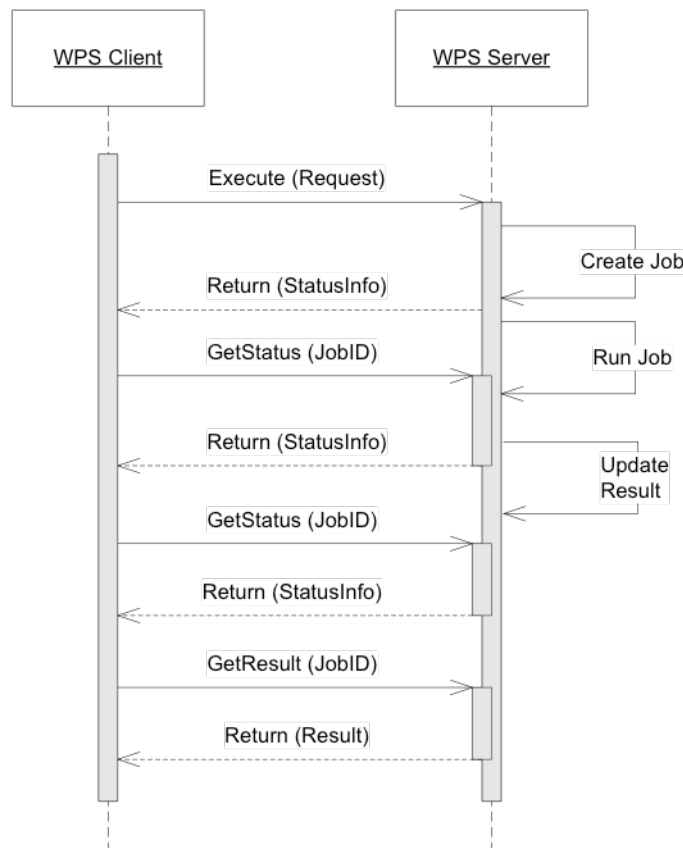 WPS Client
WPS Server
Execute (Request)
Create Job
Return (StatusInfo)
GetStatus (JobID)
Run Job
Return (StatusInfo)
Update
Result
GetStatus (JobID)
Return (StatusInfo)
GetResult (JobID)
Return (Result)